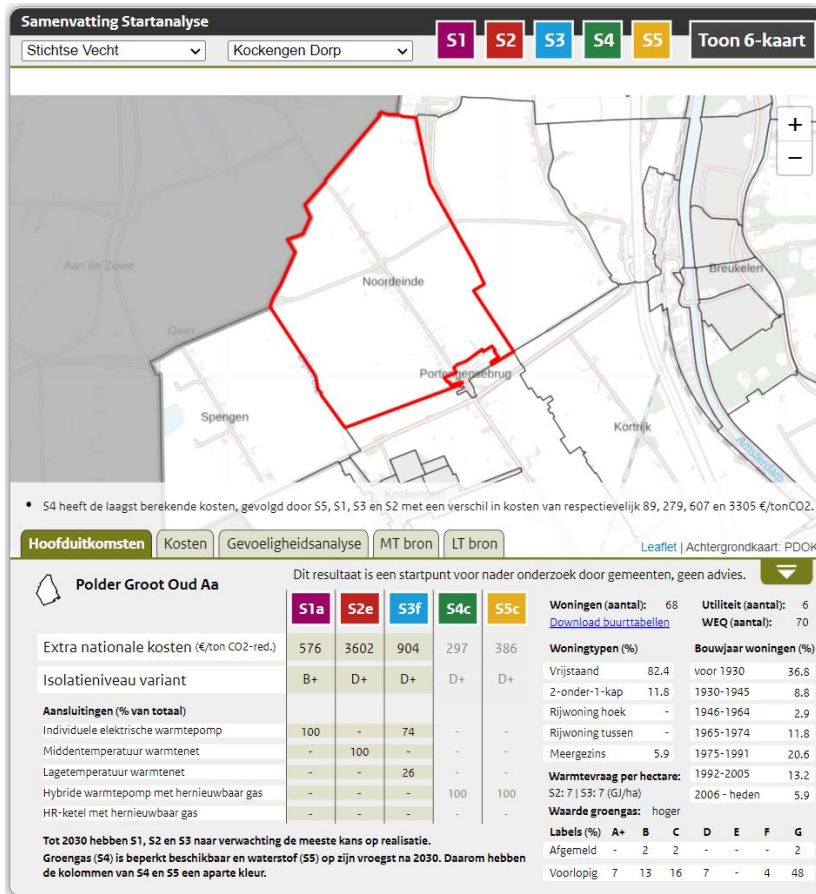 Samenvatting Startanalyse
Stichtse Vecht Kockengen Dorp S1 S2 S3 S4 S5 Toon 6-kaart
+
−
Aan de Zuwe
Noordeinde
Breukelen
Geer
Portengensebrug
Spengen
Kortrijk
Amsterdam
Kockengen
• S4 heeft de laagst berekende kosten, gevolgd door S5, S1, S3 en S2 met een verschil in kosten van respectievelijk 89, 279, 607 en 3305 €/tonCO2.
Hoofduitkomsten Kosten Gevoeligheidsanalyse MT bron LT bron
Leaflet | Achtergrondkaart: PDOK
Polder Groot Oud Aa
Dit resultaat is een startpunt voor nader onderzoek door gemeenten, geen advies.
S1a S2e S3f S4c S5c
Extra nationale kosten (€/ton CO2-red.) 576 3602 904 297 386
Isolatieniveau variant B+ D+ D+ D+ D+
Aansluitingen (% van totaal)
Individuele elektrische warmtepomp 100 - 74 - -
Middentemperatuur warmtenet - 100 - - -
Lagetemperatuur warmtenet - - 26 - -
Hybride warmtepomp met hernieuwbaar gas - - - 100 100
HR-ketel met hernieuwbaar gas - - - - -
Tot 2030 hebben S1, S2 en S3 naar verwachting de meeste kans op realisatie.
Groengas (S4) is beperkt beschikbaar en waterstof (S5) op zijn vroegst na 2030. Daarom hebben
de kolommen van S4 en S5 een aparte kleur.
Woningen (aantal): 68 Utiliteit (aantal): 6
Download buurttabellen WEQ (aantal): 70
Woningtypen (%)
Vrijstaand 82.4
2-onder-1-kap 11.8
Rijwoning hoek -
Rijwoning tussen -
Meergezins 5.9
Warmtevraag per hectare:
S2: 7 | S3: 7 (GJ/ha)
Waarde groengas: hoger
Bouwjaar woningen (%)
voor 1930 36.8
1930-1945 8.8
1946-1964 2.9
1965-1974 11.8
1975-1991 20.6
1992-2005 13.2
2006 - heden 5.9
Labels (%) A+ B C D E F G
Afgemeld - 2 2 - - - 2
Voorlopig 7 13 16 7 - 4 48